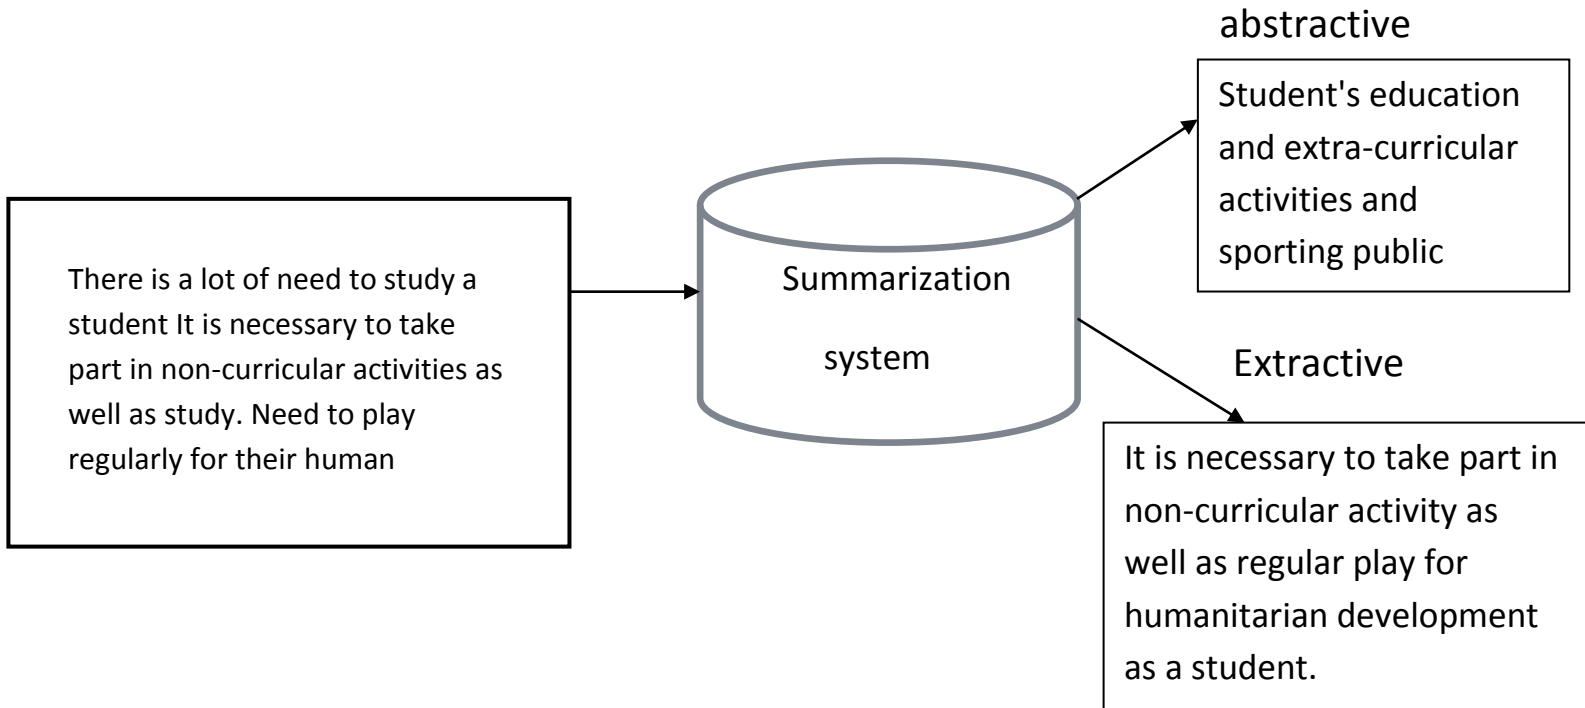 There is a lot of need to study a
student It is necessary to take
part in non-curricular activities as
well as study. Need to play
regularly for their human
Summarization
system
abstractive
Student's education
and extra-curricular
activities and
sporting public
Extractive
It is necessary to take part in
non-curricular activity as
well as regular play for
humanitarian development
as a student.